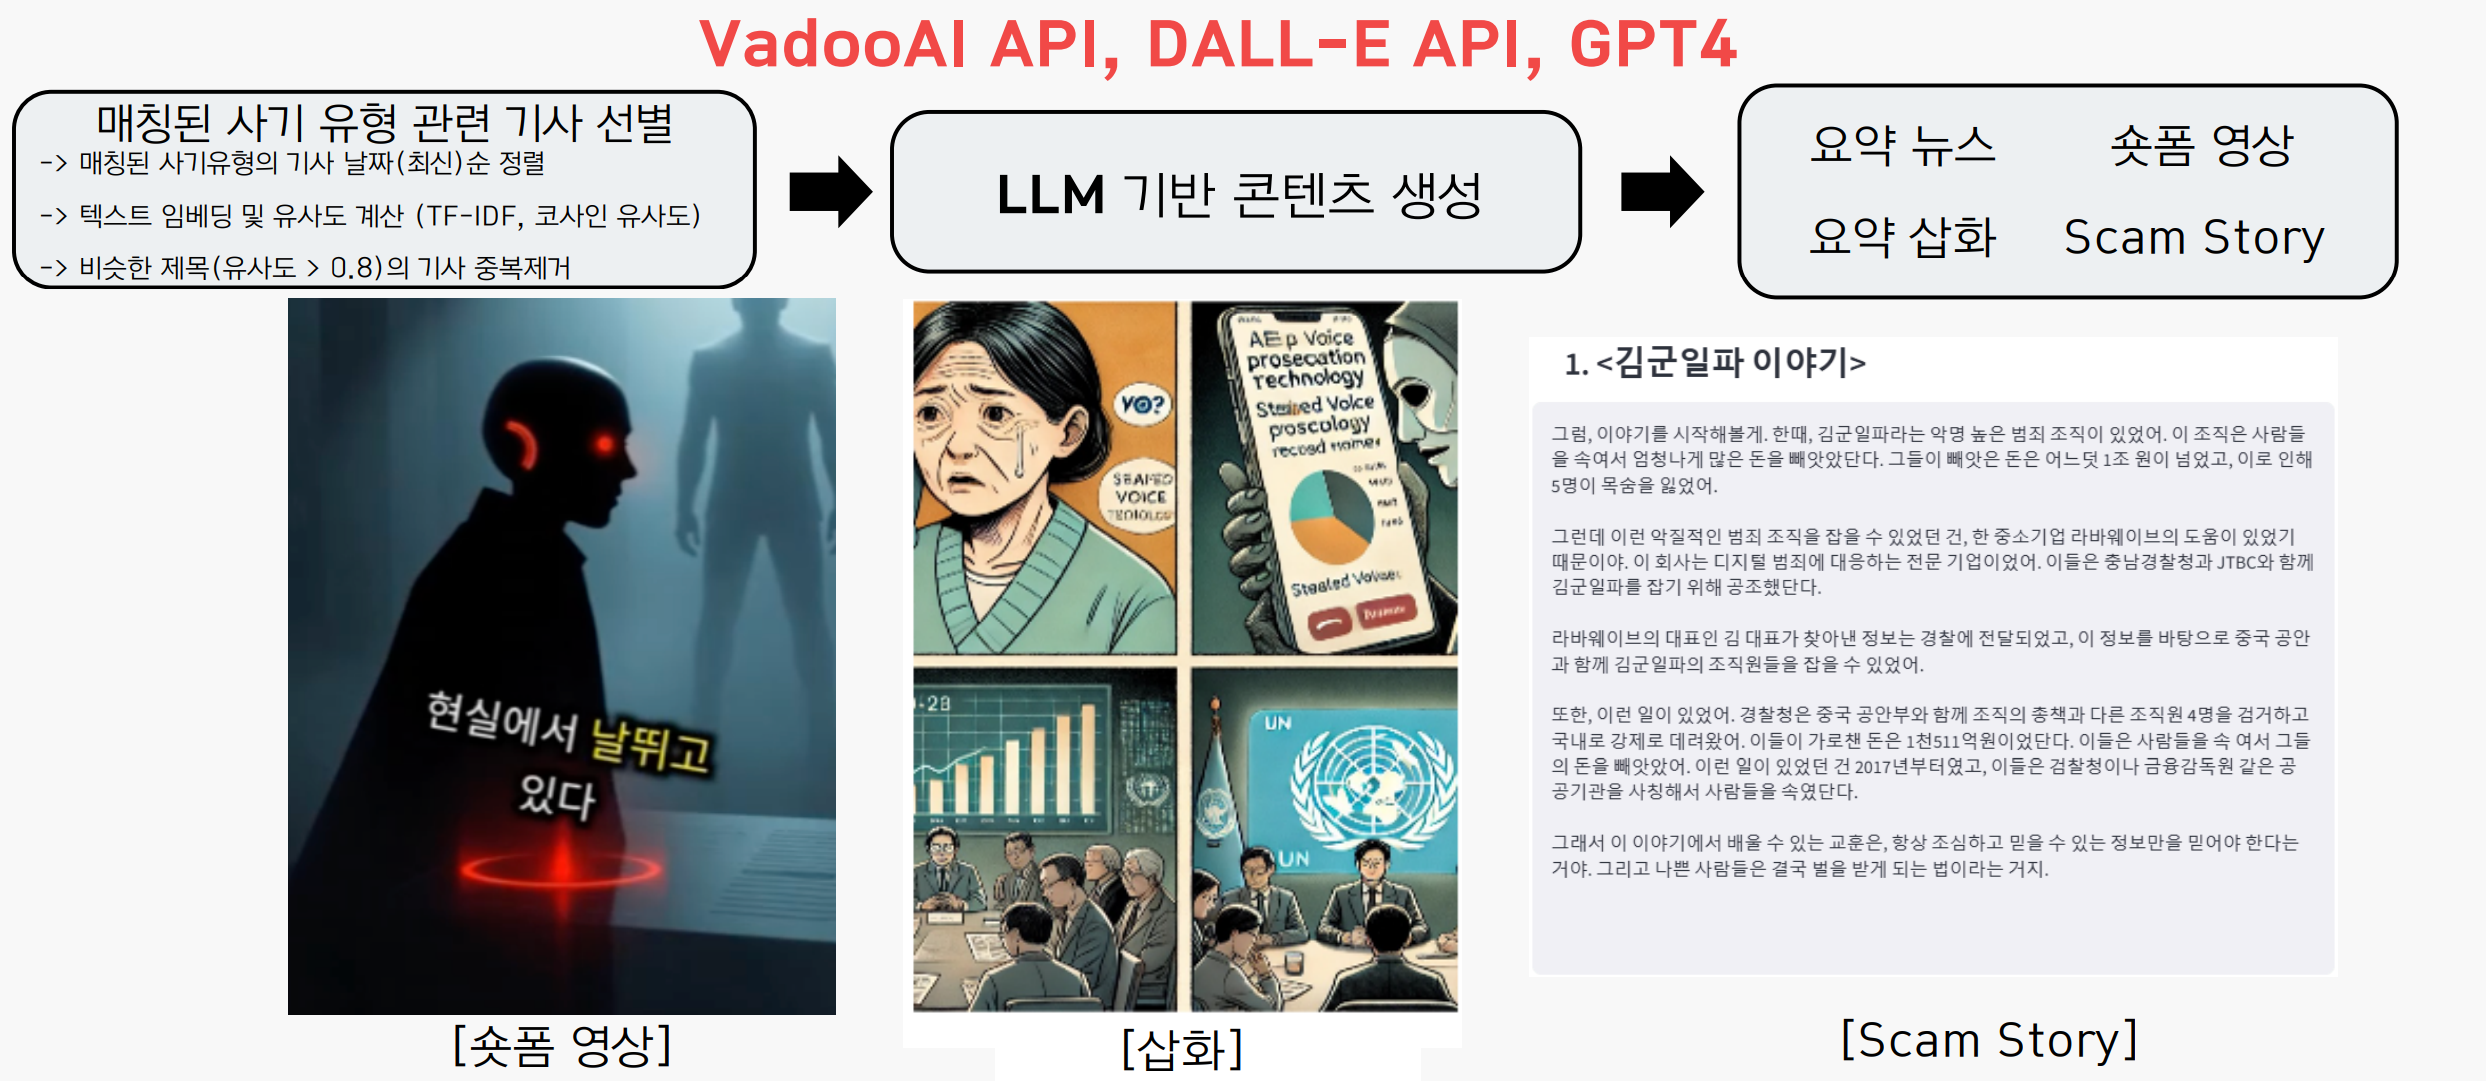 VadooAI API, DALL-E API, GPT4
매칭된 사기 유형 관련 기사 선별
-> 매칭된 사기유형의 기사 날짜(최신)순 정렬
-> 텍스트 임베딩 및 유사도 계산 (TF-IDF, 코사인 유사도)
-> 비슷한 제목(유사도 > 0.8)의 기사 중복제거
LLM 기반 콘텐츠 생성
요약 뉴스 숏폼 영상
요약 삽화 Scam Story
현실에서 날뛰고
있다
[숏폼 영상]
VO?
VOICE
AE p Voice
prosecation
technology
Voice
poscology
UN
UN
[삽화]
1. <김군일파 이야기>
그럼, 이야기를 시작해볼게. 한때, 김군일파라는 악명 높은 범죄 조직이 있었어. 이 조직은 사람들
을 속여서 엄청나게 많은 돈을 빼앗았단다. 그들이 빼앗은 돈은 어느덧 1조 원이 넘었고, 이로 인해
5명이 목숨을 잃었어.
그런데 이런 악질적인 범죄 조직을 잡을 수 있었던 건, 한 중소기업 라바웨이브의 도움이 있었기
때문이야. 이 회사는 디지털 범죄에 대응하는 전문 기업이었어. 이들은 충남경찰청과 JTBC와 함께
김군일파를 잡기 위해 공조했단다.
라바웨이브의 대표인 김 대표가 찾아낸 정보는 경찰에 전달되었고, 이 정보를 바탕으로 중국 공안
과 함께 김군일파의 조직원들을 잡을 수 있었어.
또한, 이런 일이 있었어. 경찰청은 중국 공안부와 함께 조직의 총책과 다른 조직원 4명을 검거하고
국내로 강제로 데려왔어. 이들이 가로챈 돈은 1천511억원이었단다. 이들은 사람들을 속 여서 그들
의 돈을 빼앗았어. 이런 일이 있었던 건 2017년부터였고, 이들은 검찰청이나 금융감독원 같은 공
공기관을 사칭해서 사람들을 속였단다.
그래서 이 이야기에서 배울 수 있는 교훈은, 항상 조심하고 믿을 수 있는 정보만을 믿어야 한다는
거야. 그리고 나쁜 사람들은 결국 벌을 받게 되는 법이라는 거지.
[Scam Story]